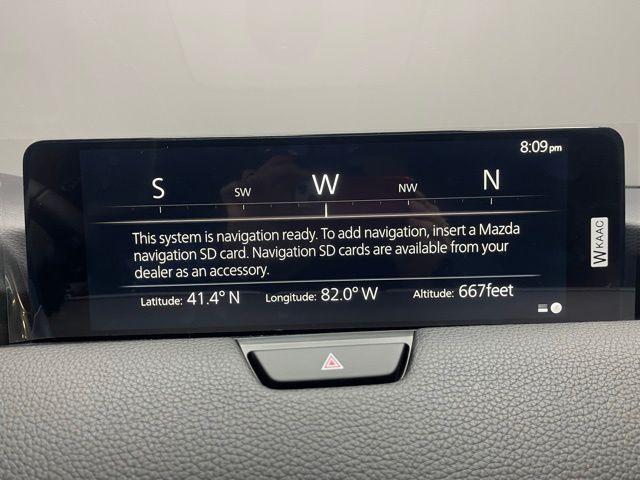 8:09pm
S SW W NW N
This system is navigation ready. To add navigation, insert a Mazda
navigation SD card. Navigation SD cards are available from your
dealer as an accessory.
Latitude: 41.4° N Longitude: 82.0° W Altitude: 667feet
W KAAC